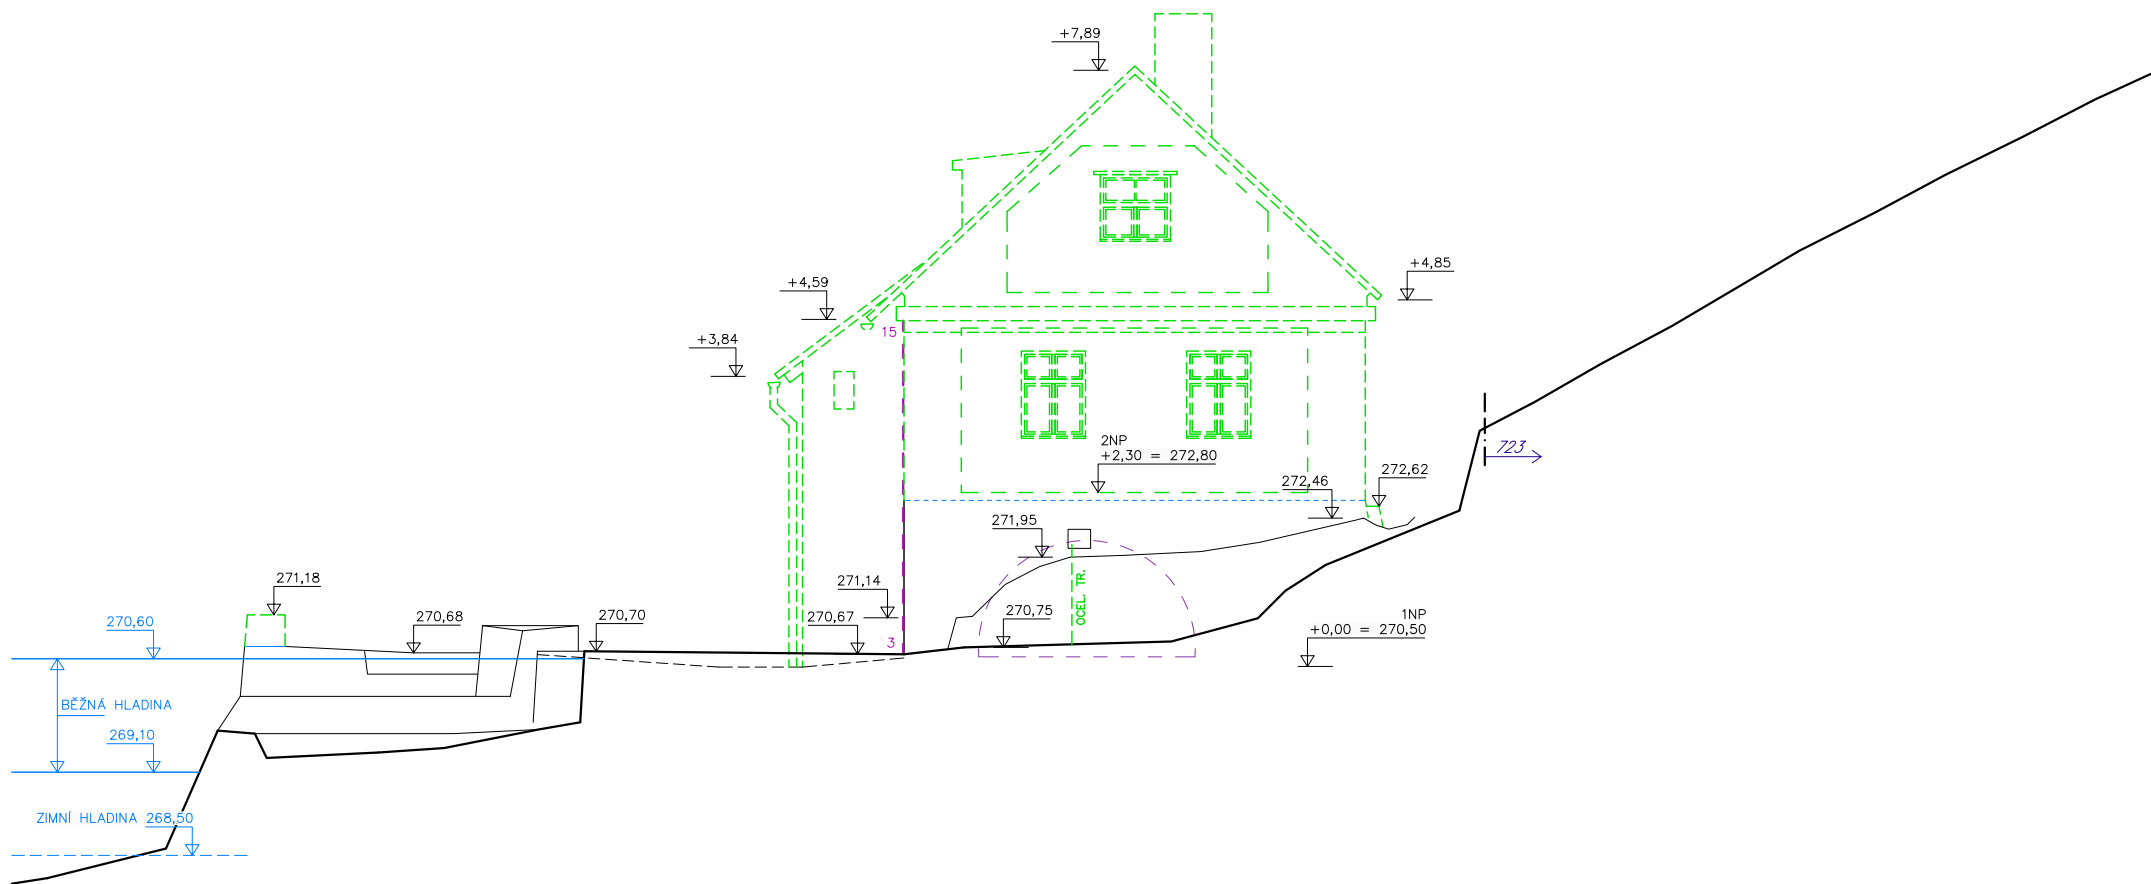 +7,89
+4,85
+4,59
15
+3,84
2NP
+2,30 = 272,80
723
272,62
272,46
271,95
271,18
271,14
OCEL. TR.
270,60
270,68
270,70
270,67
270,75
1NP
+0,00 = 270,50
3
BĚŽNÁ HLADINA
269,10
ZIMNÍ HLADINA 268,50